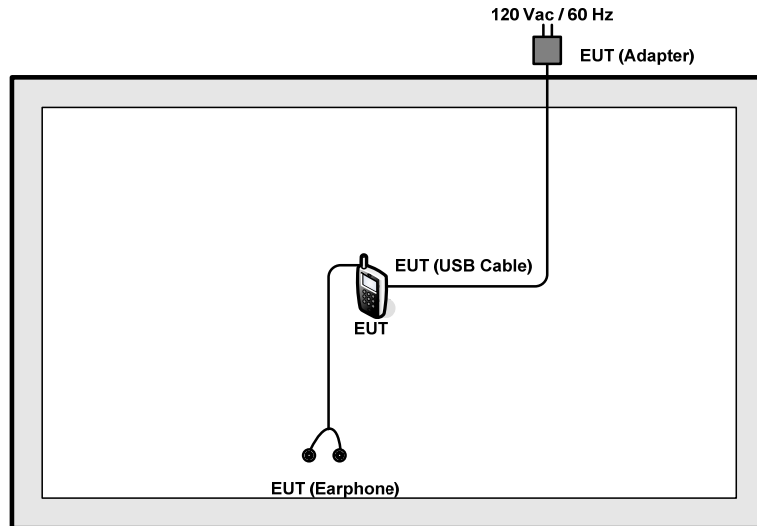 120 Vac / 60 Hz
EUT (Adapter)
EUT (USB Cable)
EUT
EUT (Earphone)